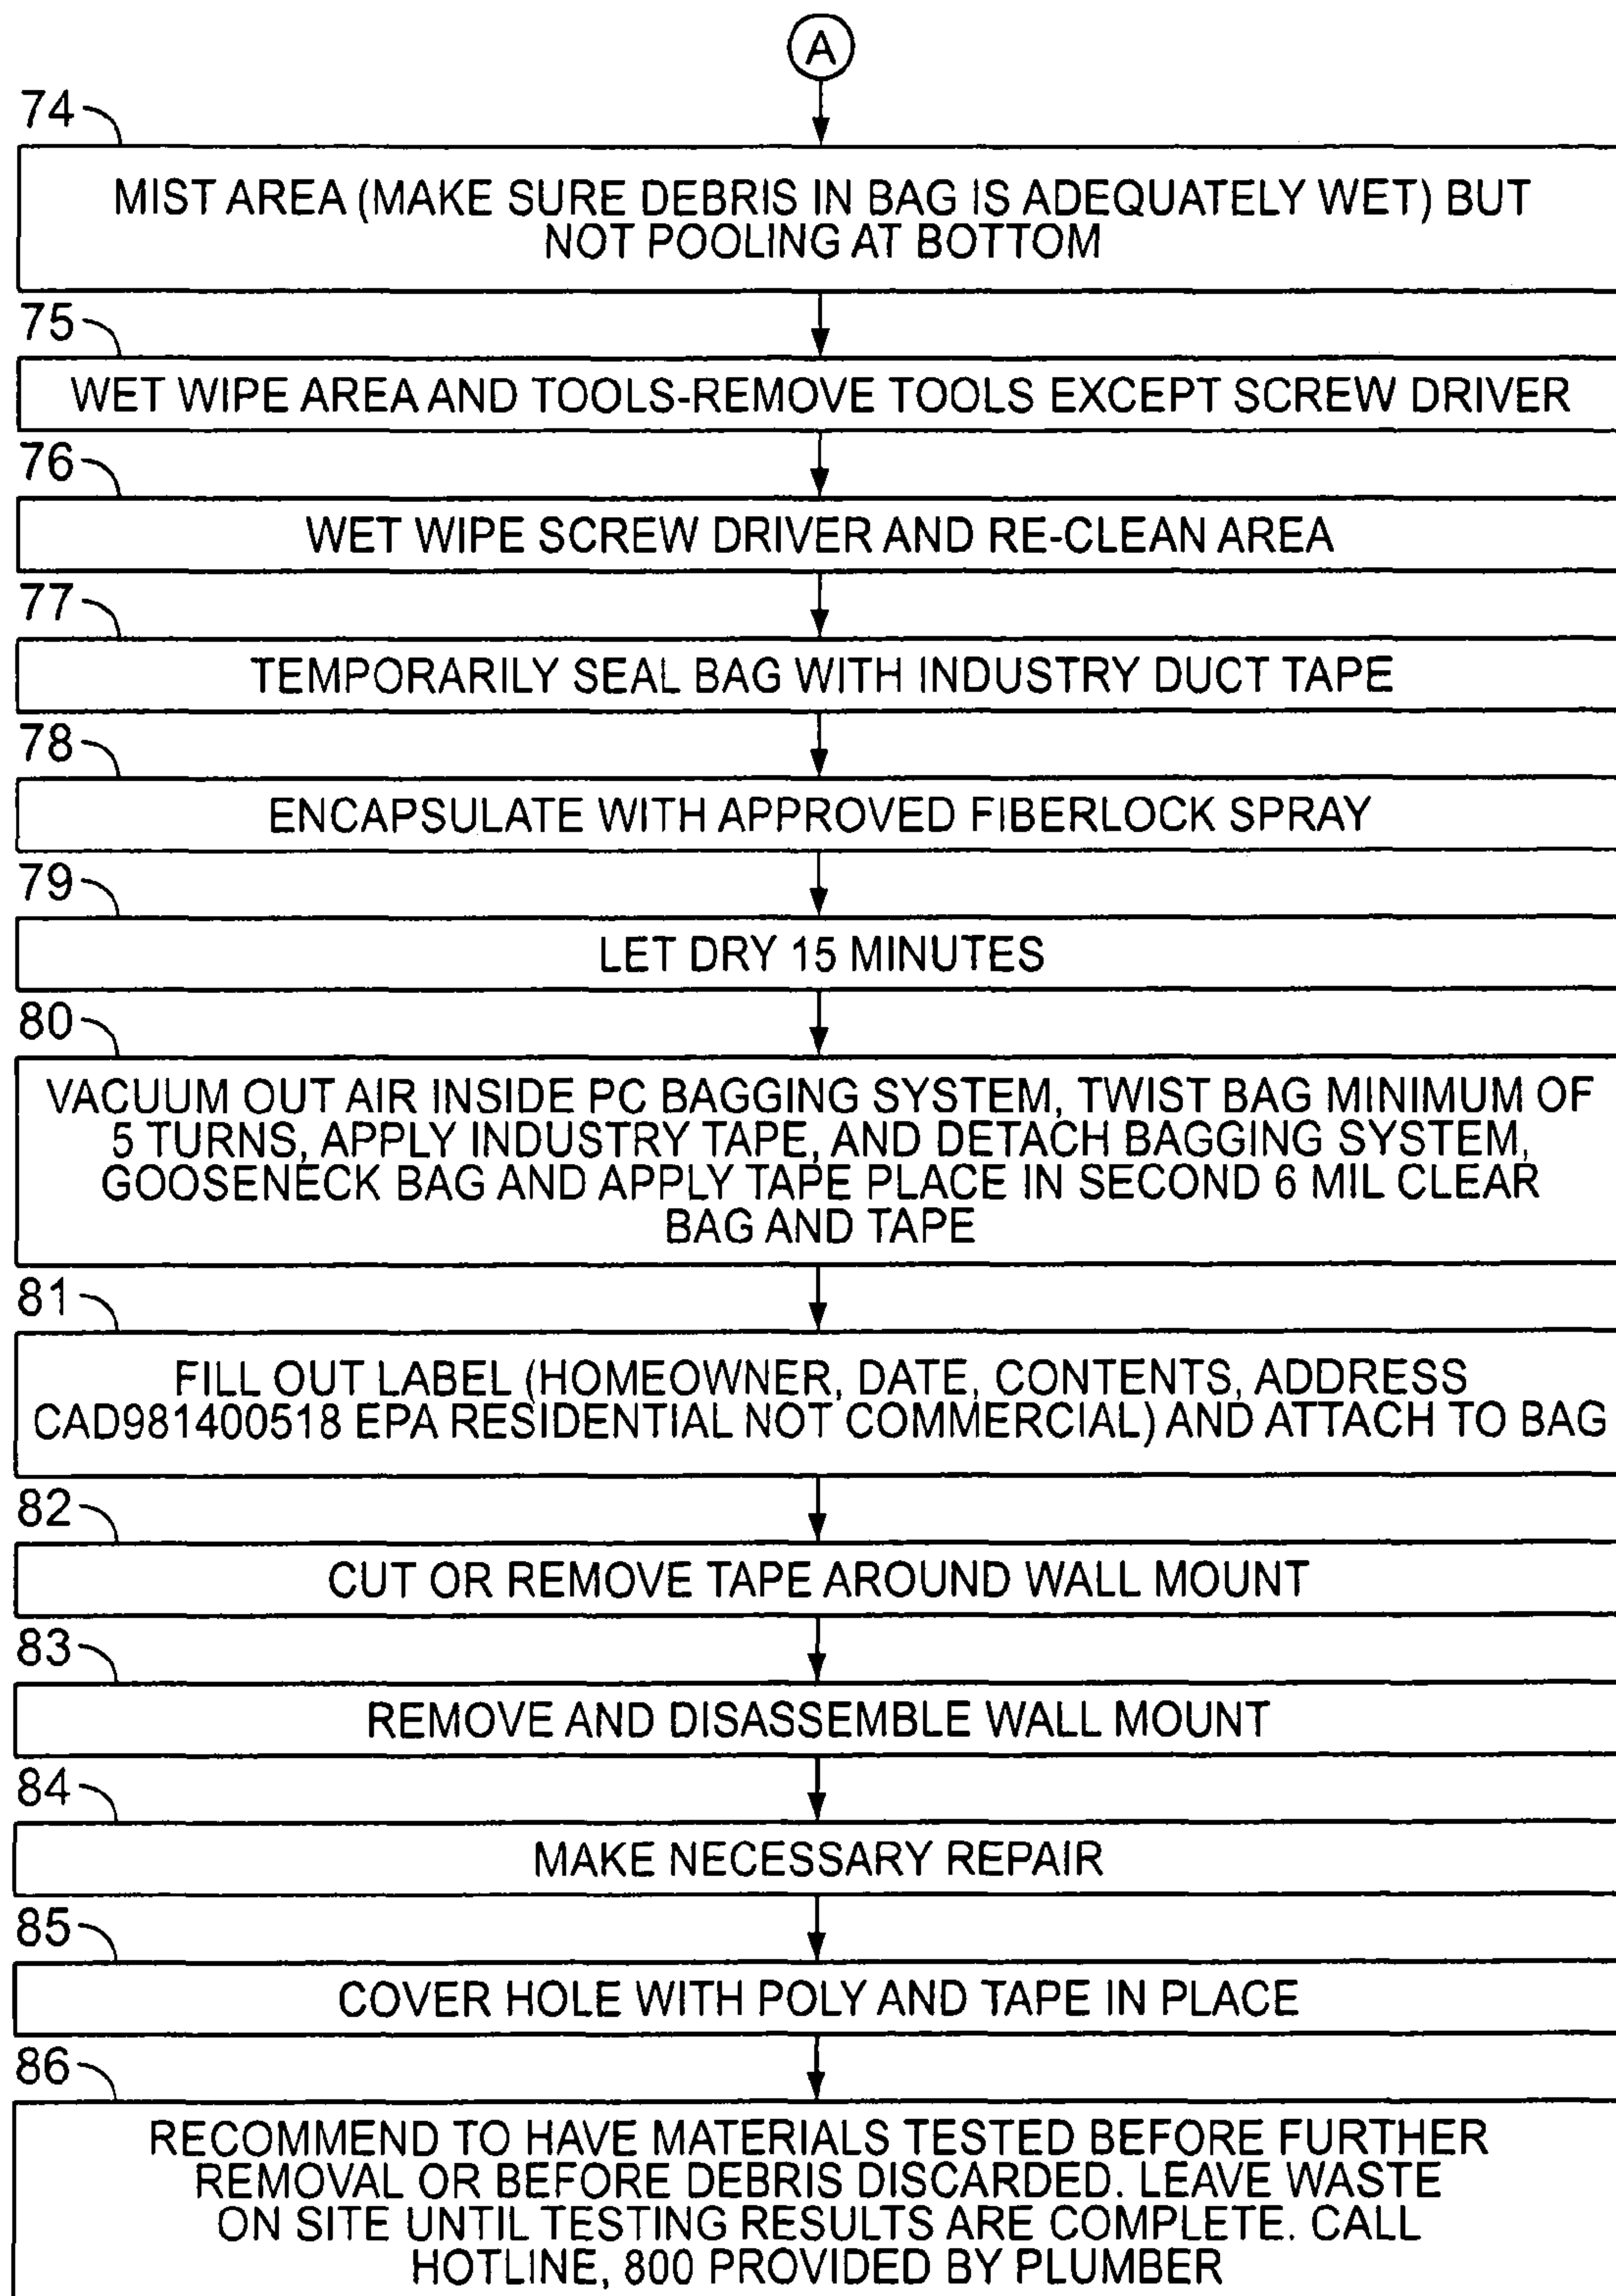 A
74
MIST AREA (MAKE SURE DEBRIS IN BAG IS ADEQUATELY WET) BUT
NOT POOLING AT BOTTOM
75
WET WIPE AREA AND TOOLS-REMOVE TOOLS EXCEPT SCREW DRIVER
76
WET WIPE SCREW DRIVER AND RE-CLEAN AREA
77
TEMPORARILY SEAL BAG WITH INDUSTRY DUCT TAPE
78
ENCAPSULATE WITH APPROVED FIBERLOCK SPRAY
79
LET DRY 15 MINUTES
80
VACUUM OUT AIR INSIDE PC BAGGING SYSTEM, TWIST BAG MINIMUM OF
5 TURNS, APPLY INDUSTRY TAPE, AND DETACH BAGGING SYSTEM,
GOOSENECK BAG AND APPLY TAPE PLACE IN SECOND 6 MIL CLEAR
BAG AND TAPE
81
FILL OUT LABEL (HOMEOWNER, DATE, CONTENTS, ADDRESS
CAD981400518 EPA RESIDENTIAL NOT COMMERCIAL) AND ATTACH TO BAG
82
CUT OR REMOVE TAPE AROUND WALL MOUNT
83
REMOVE AND DISASSEMBLE WALL MOUNT
84
MAKE NECESSARY REPAIR
85
COVER HOLE WITH POLY AND TAPE IN PLACE
86
RECOMMEND TO HAVE MATERIALS TESTED BEFORE FURTHER
REMOVAL OR BEFORE DEBRIS DISCARDED. LEAVE WASTE
ON SITE UNTIL TESTING RESULTS ARE COMPLETE. CALL
HOTLINE, 800 PROVIDED BY PLUMBER